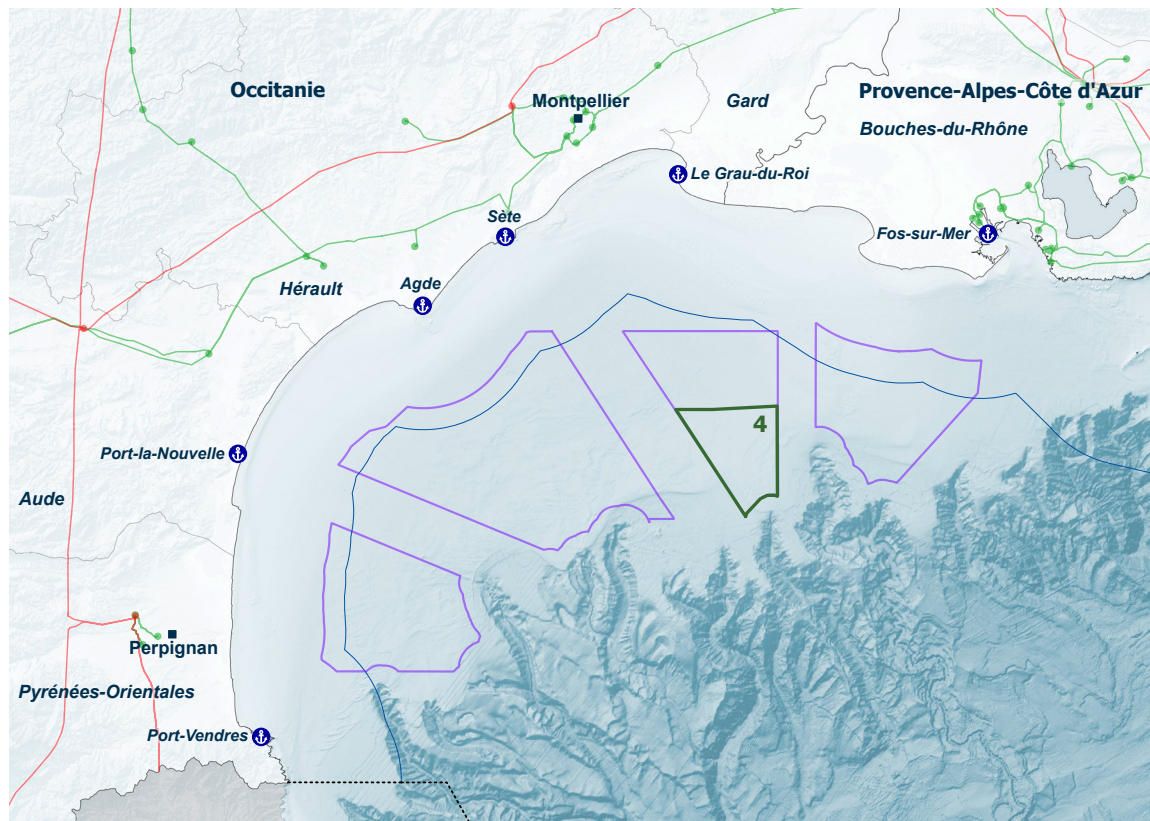 Occitanie
Montpellier
Gard
Provence-Alpes-Côte d'Azur
Bouches-du-Rhône
Le Grau-du-Roi
Sète
Fos-sur-Mer
Hérault
Agde
4
Port-la-Nouvelle
Aude
Perpignan
Pyrénées-Orientales
Port-Vendres